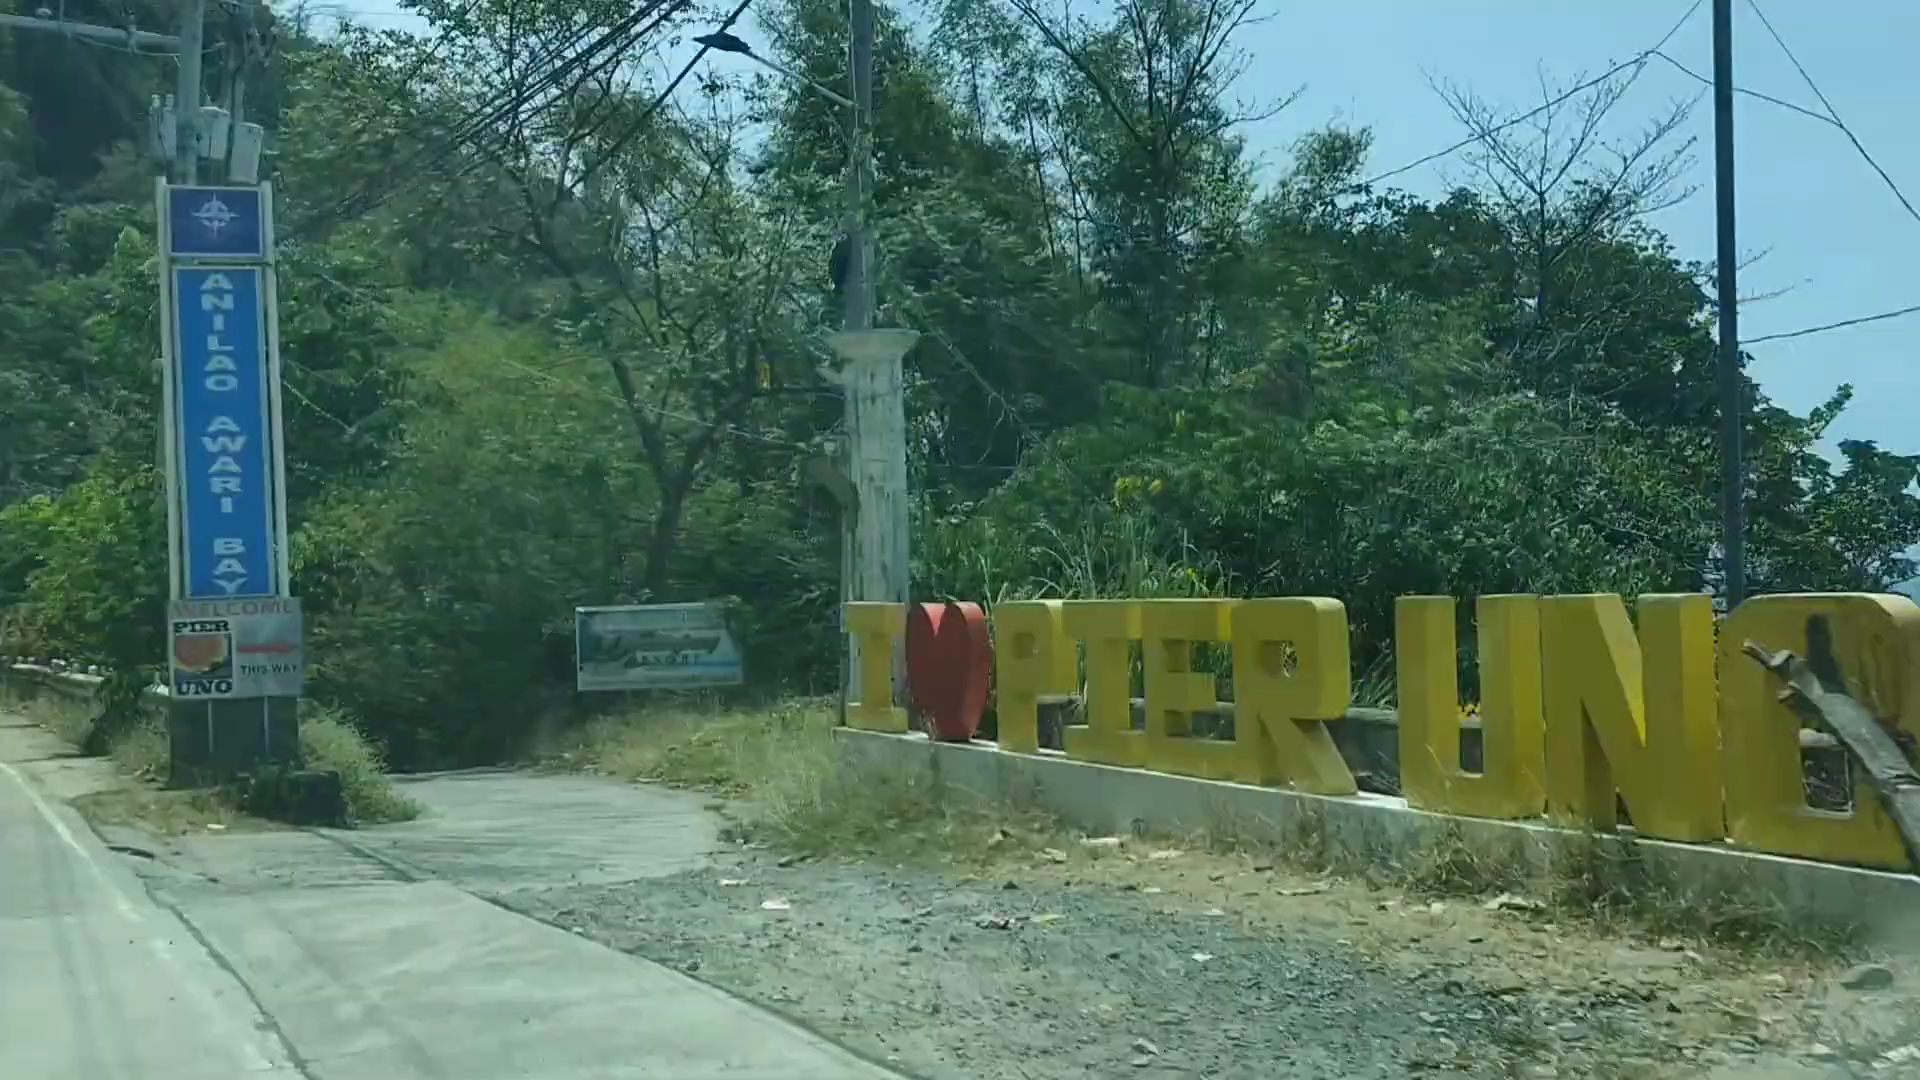 ANILAO AWARI BAY
WELCOME
PIER
UNO
THIS WAY
I ♥ PIER UNO